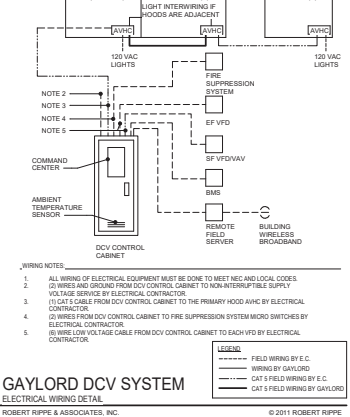 LIGHT INTERWIRING IF
HOODS ARE ADJACENT
AVHC
AVHC
AVHC
120 VAC
LIGHTS
120 VAC
LIGHTS
FIRE
SUPPRESSION
SYSTEM
NOTE 2
NOTE 3
NOTE 4
NOTE 5
EF VFD
SF VFD/VAV
COMMAND
CENTER
BMS
AMBIENT
TEMPERATURE
SENSOR
REMOTE
FIELD
SERVER
BUILDING
WIRELESS
BROADBAND
DCV CONTROL
CABINET
WIRING NOTES:
1. ALL WIRING OF ELECTRICAL EQUIPMENT MUST BE DONE TO MEET NEC AND LOCAL CODES.
2. (2) WIRES AND GROUND FROM DCV CONTROL CABINET TO NON-INTERRUPTIBLE SUPPLY
VOLTAGE SERVICE BY ELECTRICAL CONTRACTOR.
3. (1) CAT 5 CABLE FROM DCV CONTROL CABINET TO THE PRIMARY HOOD AVHC BY ELECTRICAL
CONTRACTOR.
4. (2) WIRES FROM DCV CONTROL CABINET TO FIRE SUPPRESSION SYSTEM MICRO SWITCHES BY
ELECTRICAL CONTRACTOR.
5. (6) WIRE LOW VOLTAGE CABLE FROM DCV CONTROL CABINET TO EACH VFD BY ELECTRICAL
CONTRACTOR.
LEGEND
FIELD WIRING BY E.C.
WIRING BY GAYLORD
CAT 5 FIELD WIRING BY E.C.
CAT 5 FIELD WIRING BY GAYLORD
GAYLORD DCV SYSTEM
ELECTRICAL WIRING DETAIL
ROBERT RIPPE & ASSOCIATES, INC.
© 2011 ROBERT RIPPE